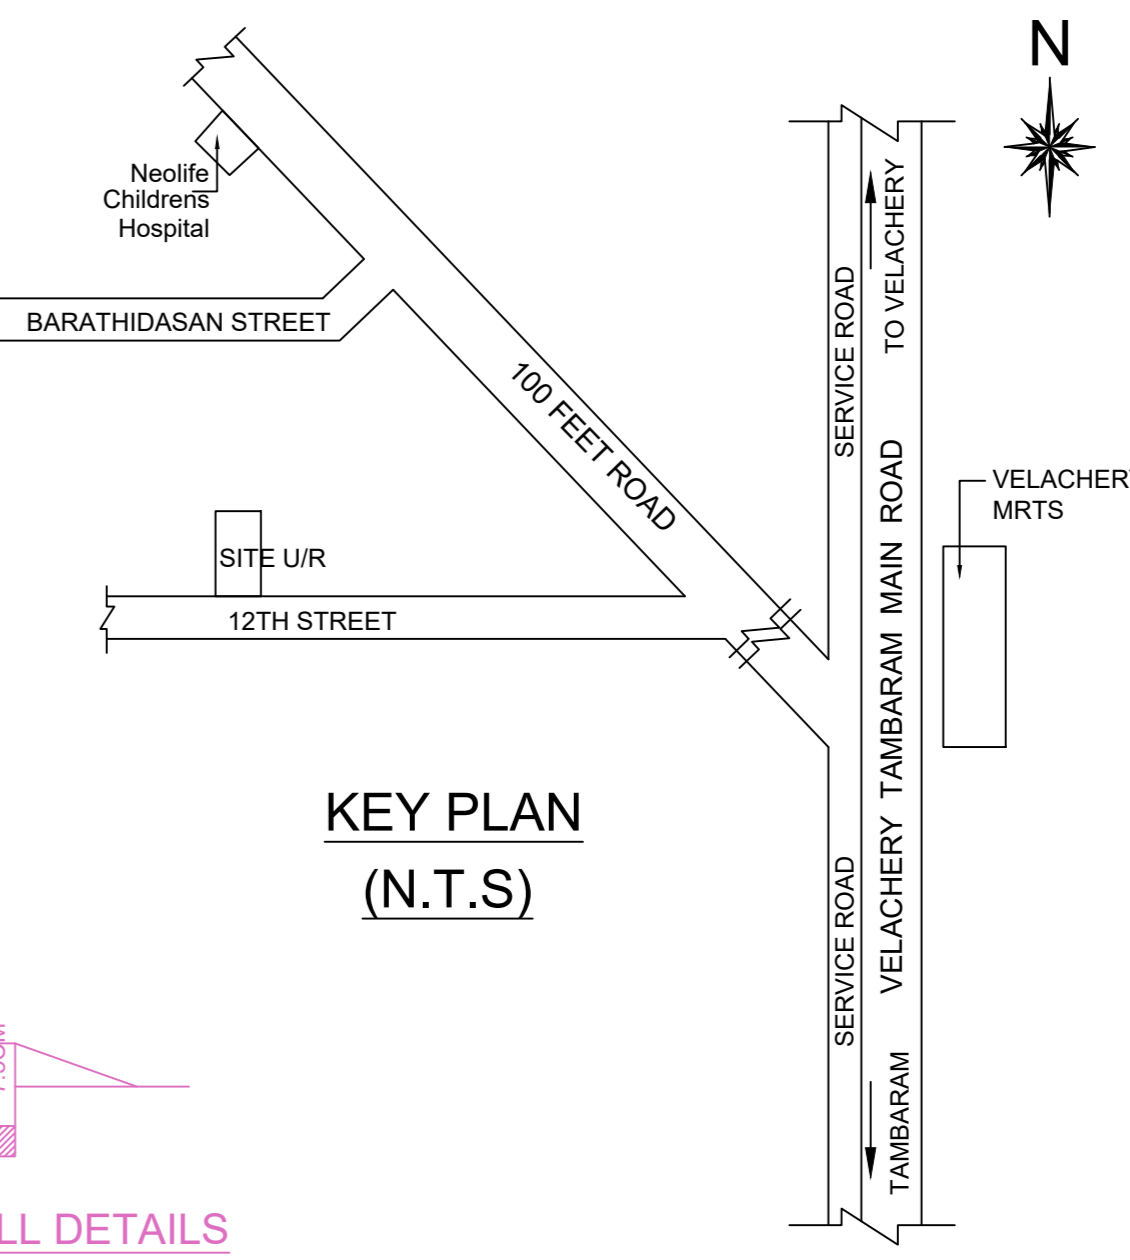 N
Neolife
Childrens
Hospital
BARATHIDASAN STREET
100 FEET ROAD
SERVICE ROAD
TO VELACHERY
VELACHERY TAMBARAM MAIN ROAD
VELACHERY
MRTS
SITE U/R
12TH STREET
KEY PLAN
(N.T.S)
SERVICE ROAD
TAMBARAM
LL DETAILS